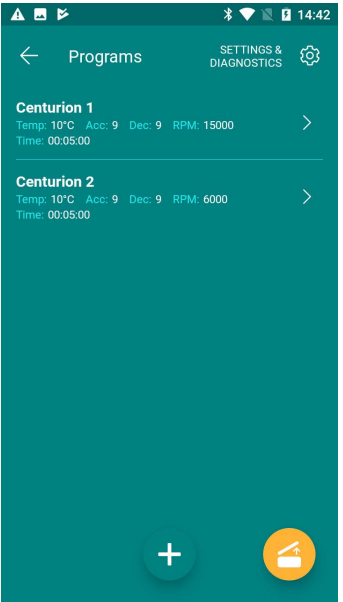 14:42
Programs
SETTINGS &
DIAGNOSTICS
Centurion 1
Temp: 10°C Acc: 9 Dec: 9 RPM: 15000
Time: 00:05:00
Centurion 2
Temp: 10°C Acc: 9 Dec: 9 RPM: 6000
Time: 00:05:00